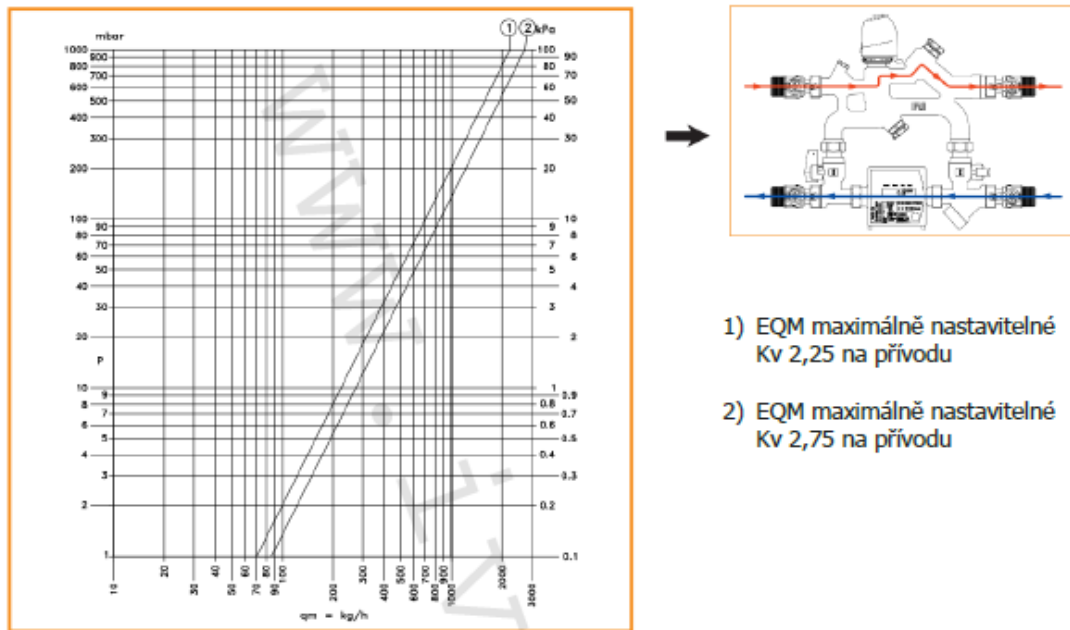 mbar
1 2 kPa
1000 100
900 90
800 80
700 70
600 60
500 50
400 40
300 30
200 20
100 10
90 9
80 8
70 7
60 6
50 5
40 4
30 3
20 2
P
10 1
9 0.9
8 0.8
7 0.7
6 0.6
5 0.5
4 0.4
3 0.3
2 0.2
1 0.1
10 20 30 40 50 60 70 80 90 100 200 300 400 500 600 700 800 900 1000 2000 3000
qm = kg/h
www.iv
1) EQM maximálně nastavitelné
Kv 2,25 na přívodu
2) EQM maximálně nastavitelné
Kv 2,75 na přívodu